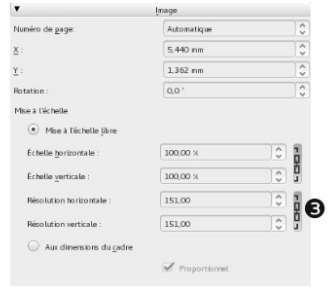 Image
Numéro de page: Automatique
X : 5,440 mm
Y : 1,362 mm
Rotation : 0,0 °
Mise à l'échelle
Mise à l'échelle libre
Échelle horizontale : 100,00 %
Échelle verticale : 100,00 %
Résolution horizontale : 151,00
Résolution verticale : 151,00
3
Aux dimensions du cadre
Proportionnel